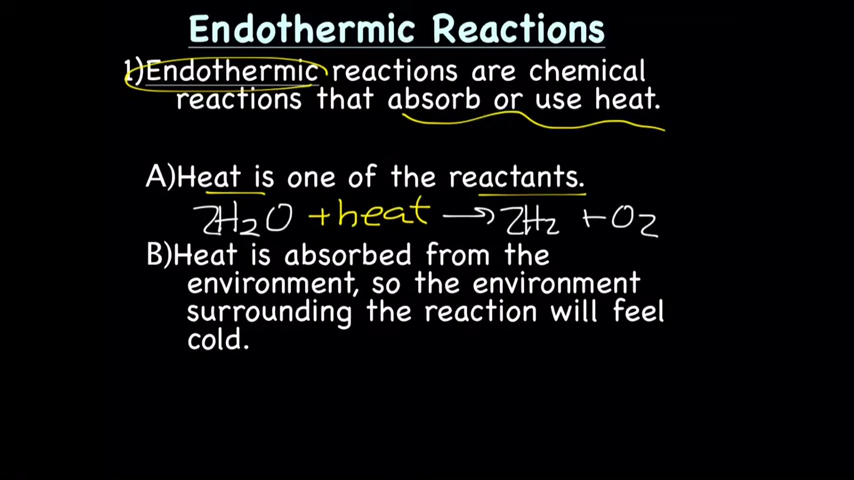 Endothermic Reactions
1)Endothermic reactions are chemical
reactions that absorb or use heat.
A)Heat is one of the reactants.
2H₂O + heat → 2H₂ + O₂
B)Heat is absorbed from the
environment, so the environment
surrounding the reaction will feel
cold.